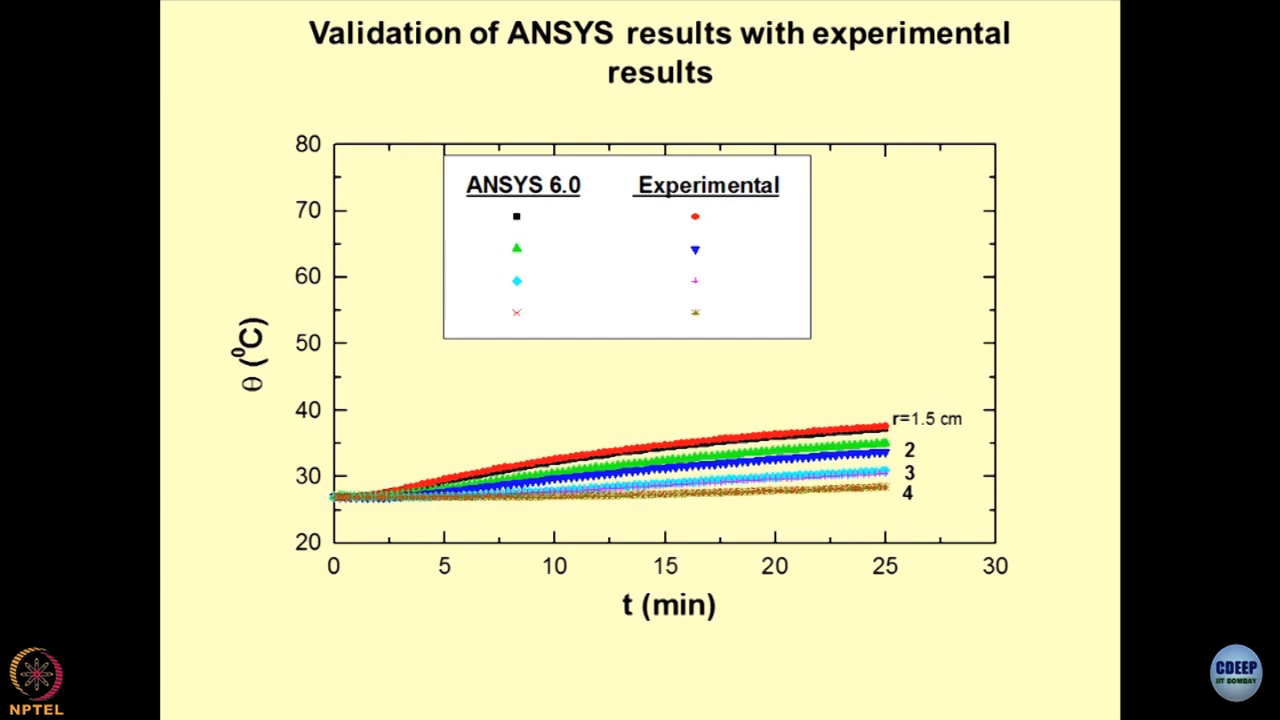 Validation of ANSYS results with experimental
results
80
70
60
50
40
30
20
θ (⁰C)
ANSYS 6.0 Experimental
r=1.5 cm
2
3
4
0 5 10 15 20 25 30
t (min)
NPTEL
CDEEP
IIT BOMBAY